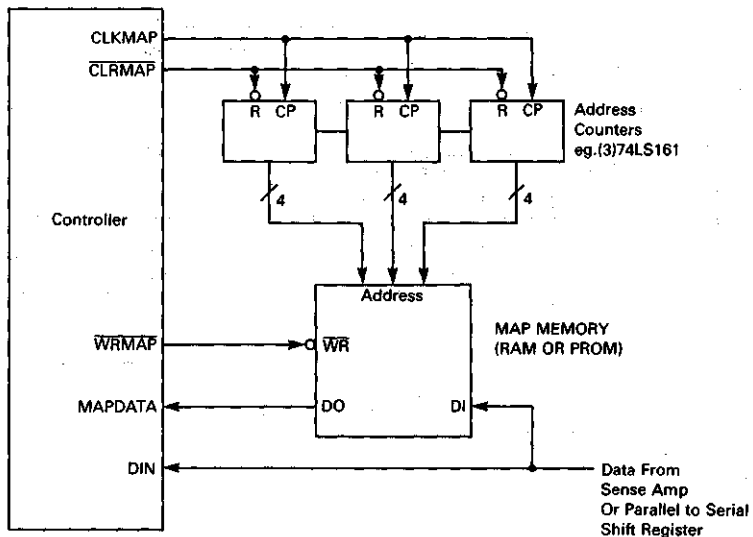 CLKMAP
CLRMAP
R CP
R CP
R CP
Address
Counters
eg.(3)74LS161
4
4
4
Controller
Address
WRMAP
WR
MAP MEMORY
(RAM OR PROM)
MAPDATA
DO
DI
DIN
Data From
Sense Amp
Or Parallel to Serial
Shift Register